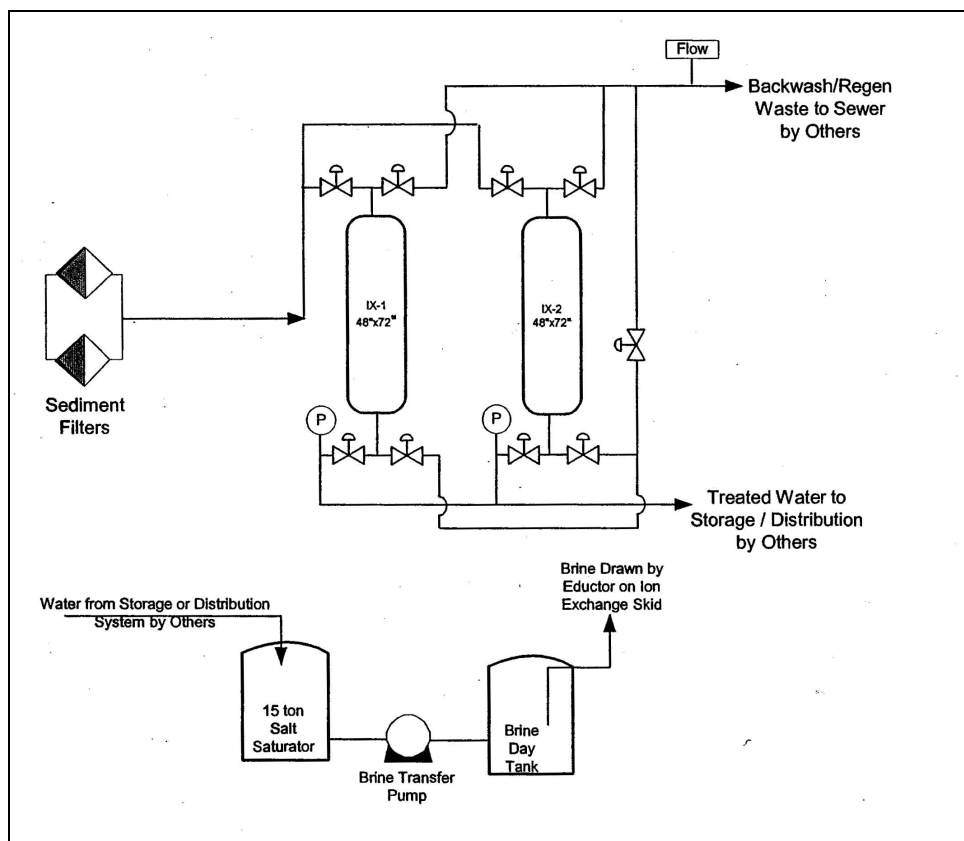 Flow
Backwash/Regen
Waste to Sewer
by Others
IX-1
48"x72"
IX-2
48"x72"
Sediment
Filters
P
P
Treated Water to
Storage / Distribution
by Others
Brine Drawn by
Eductor on Ion
Exchange Skid
Water from Storage or Distribution
System by Others
15 ton
Salt
Saturator
Brine Transfer
Pump
Brine
Day
Tank